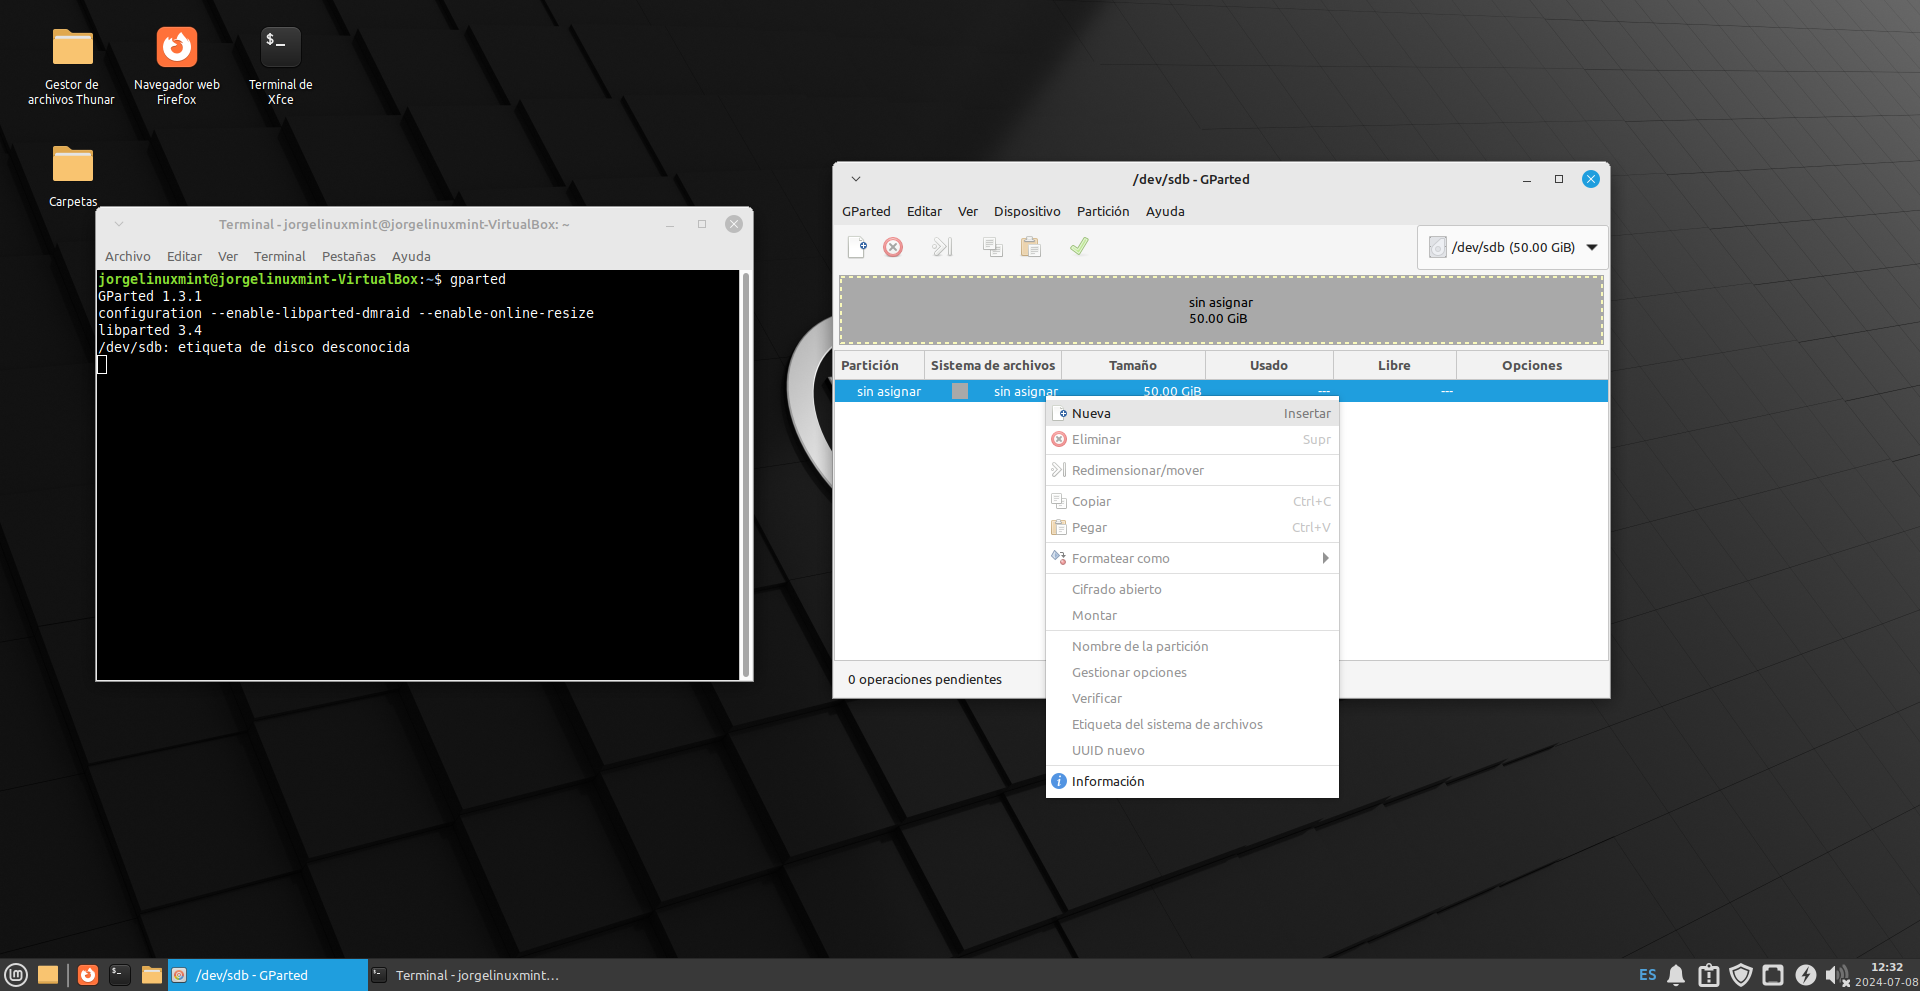 Gestor de
archivos Thunar
Navegador web
Firefox
Terminal de
Xfce
Carpetas
Terminal - jorgelinuxmint@jorgelinuxmint-VirtualBox: ~
Archivo Editar Ver Terminal Pestañas Ayuda
jorgelinuxmint@jorgelinuxmint-VirtualBox:~$ gparted
GParted 1.3.1
configuration --enable-libparted-dmraid --enable-online-resize
libparted 3.4
/dev/sdb: etiqueta de disco desconocida
/dev/sdb - GParted
GParted Editar Ver Dispositivo Partición Ayuda
/dev/sdb (50.00 GiB)
sin asignar
50.00 GiB
Partición Sistema de archivos Tamaño Usado Libre Opciones
sin asignar sin asignar 50.00 GiB --- ---
Nueva Insertar
Eliminar Supr
Redimensionar/mover
Copiar Ctrl+C
Pegar Ctrl+V
Formatear como
Cifrado abierto
Montar
Nombre de la partición
Gestionar opciones
Verificar
Etiqueta del sistema de archivos
UUID nuevo
Información
0 operaciones pendientes
/dev/sdb - GParted
Terminal - jorgelinuxmint...
ES
12:32
2024-07-08